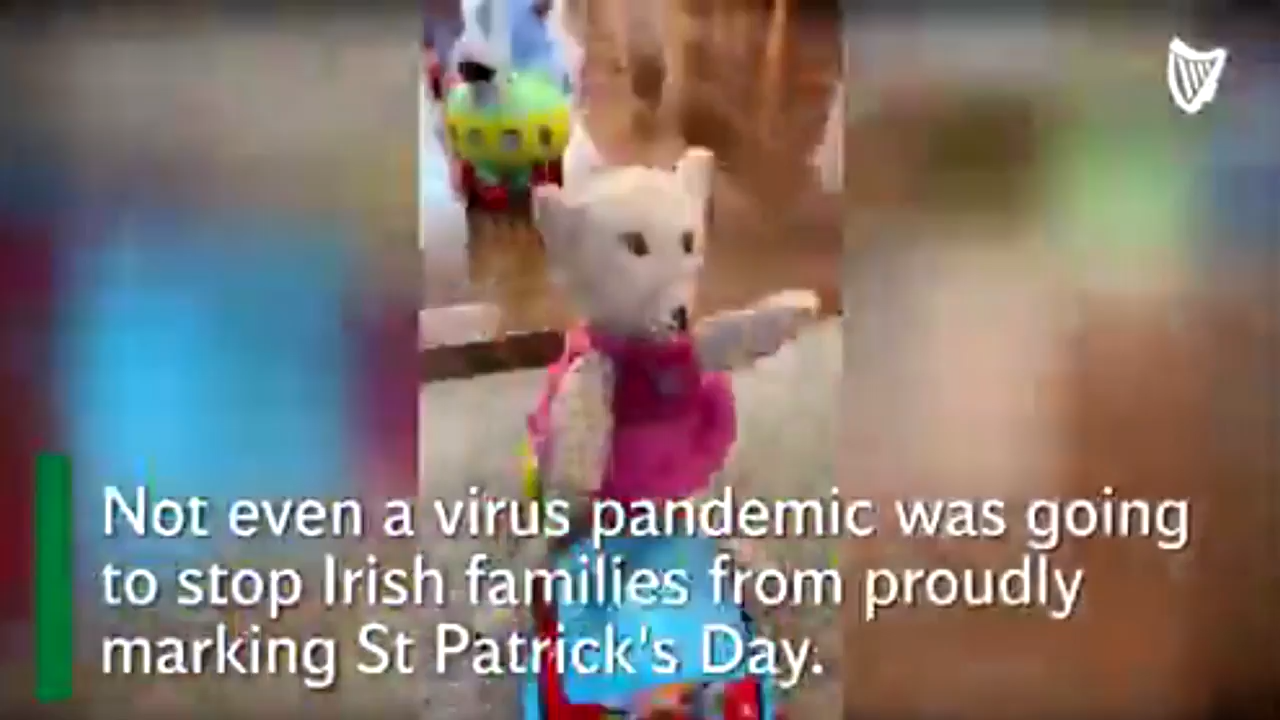 Not even a virus pandemic was going
to stop Irish families from proudly
marking St Patrick's Day.